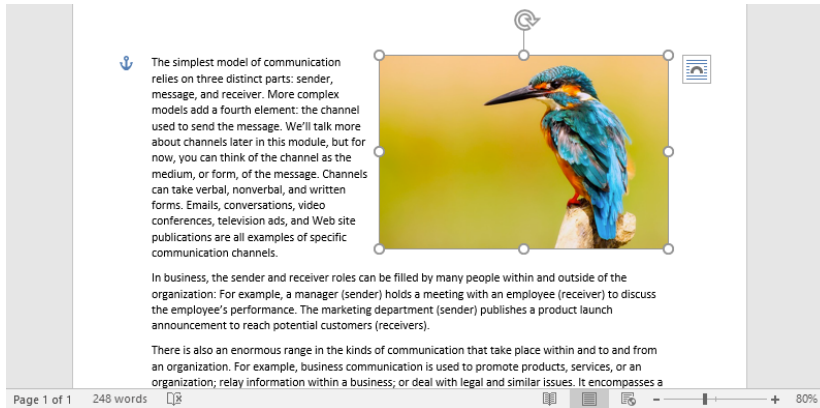 The simplest model of communication
relies on three distinct parts: sender,
message, and receiver. More complex
models add a fourth element: the channel
used to send the message. We'll talk more
about channels later in this module, but for
now, you can think of the channel as the
medium, or form, of the message. Channels
can take verbal, nonverbal, and written
forms. Emails, conversations, video
conferences, television ads, and Web site
publications are all examples of specific
communication channels.
In business, the sender and receiver roles can be filled by many people within and outside of the
organization: For example, a manager (sender) holds a meeting with an employee (receiver) to discuss
the employee's performance. The marketing department (sender) publishes a product launch
announcement to reach potential customers (receivers).
There is also an enormous range in the kinds of communication that take place within and to and from
an organization. For example, business communication is used to promote products, services, or an
organization; relay information within a business; or deal with legal and similar issues. It encompasses a
Page 1 of 1 248 words 80%